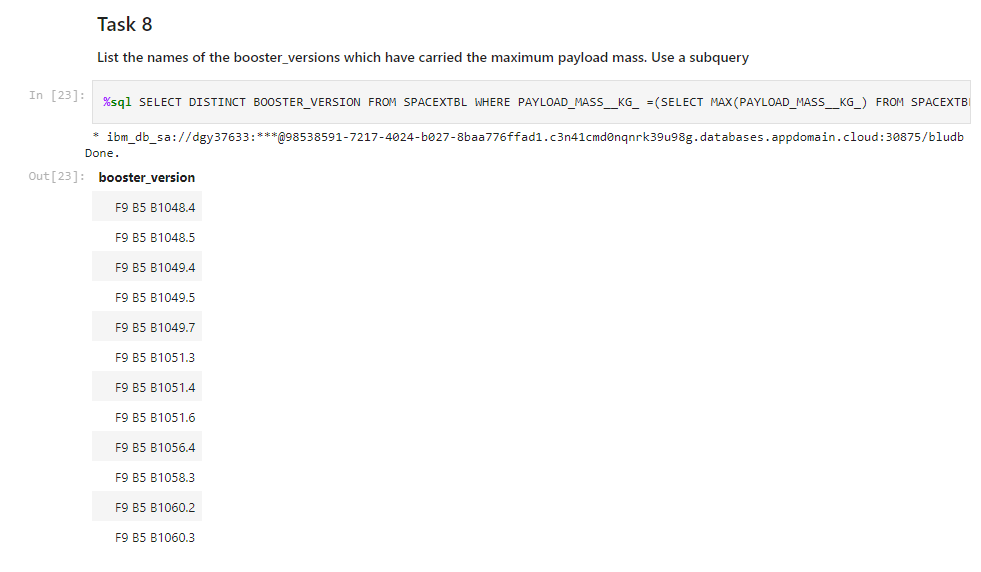 Task 8
List the names of the booster_versions which have carried the maximum payload mass. Use a subquery
In [23]: %sql SELECT DISTINCT BOOSTER_VERSION FROM SPACEXTBL WHERE PAYLOAD_MASS__KG_ =(SELECT MAX(PAYLOAD_MASS__KG_) FROM SPACEXTBL
* ibm_db_sa://dgy37633:***@98538591-7217-4024-b027-8baa776ffad1.c3n41cmd0nqnrk39u98g.databases.appdomain.cloud:30875/bludb
Done.
Out[23]: booster_version
F9 B5 B1048.4
F9 B5 B1048.5
F9 B5 B1049.4
F9 B5 B1049.5
F9 B5 B1049.7
F9 B5 B1051.3
F9 B5 B1051.4
F9 B5 B1051.6
F9 B5 B1056.4
F9 B5 B1058.3
F9 B5 B1060.2
F9 B5 B1060.3